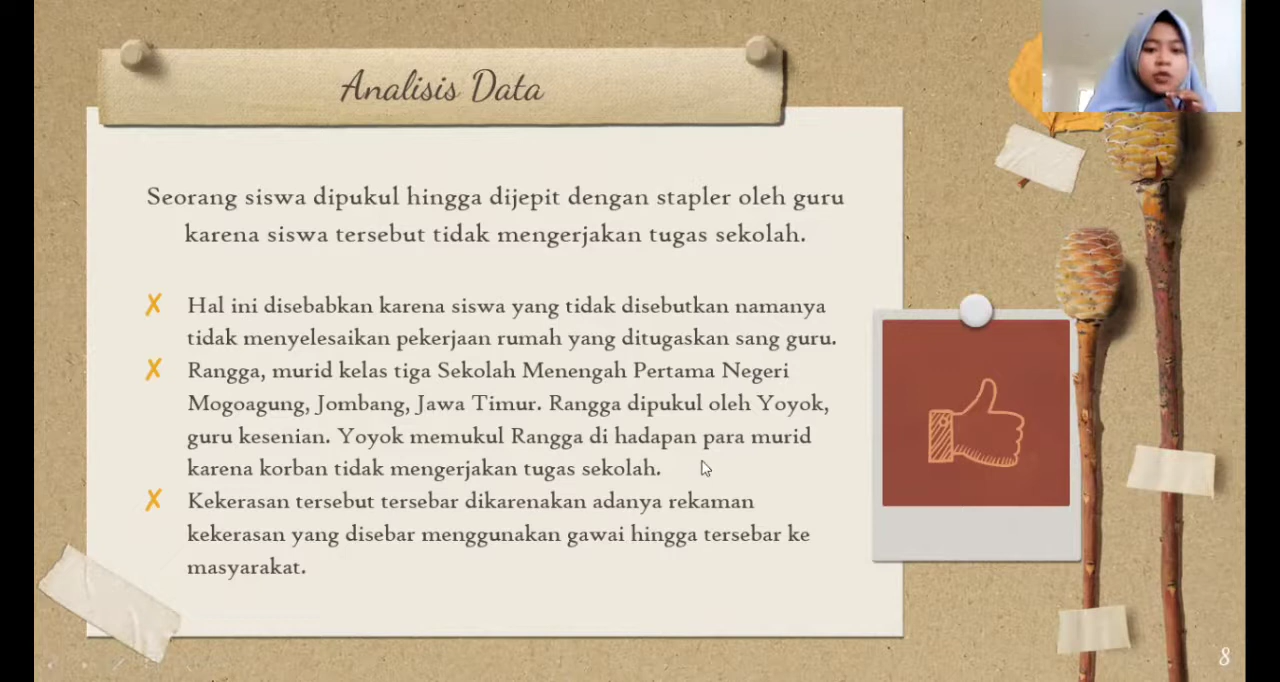 Analisis Data
Seorang siswa dipukul hingga dijepit dengan stapler oleh guru
karena siswa tersebut tidak mengerjakan tugas sekolah.
✗ Hal ini disebabkan karena siswa yang tidak disebutkan namanya
tidak menyelesaikan pekerjaan rumah yang ditugaskan sang guru.
✗ Rangga, murid kelas tiga Sekolah Menengah Pertama Negeri
Mogoagung, Jombang, Jawa Timur. Rangga dipukul oleh Yoyok,
guru kesenian. Yoyok memukul Rangga di hadapan para murid
karena korban tidak mengerjakan tugas sekolah.
✗ Kekerasan tersebut tersebar dikarenakan adanya rekaman
kekerasan yang disebar menggunakan gawai hingga tersebar ke
masyarakat.
8